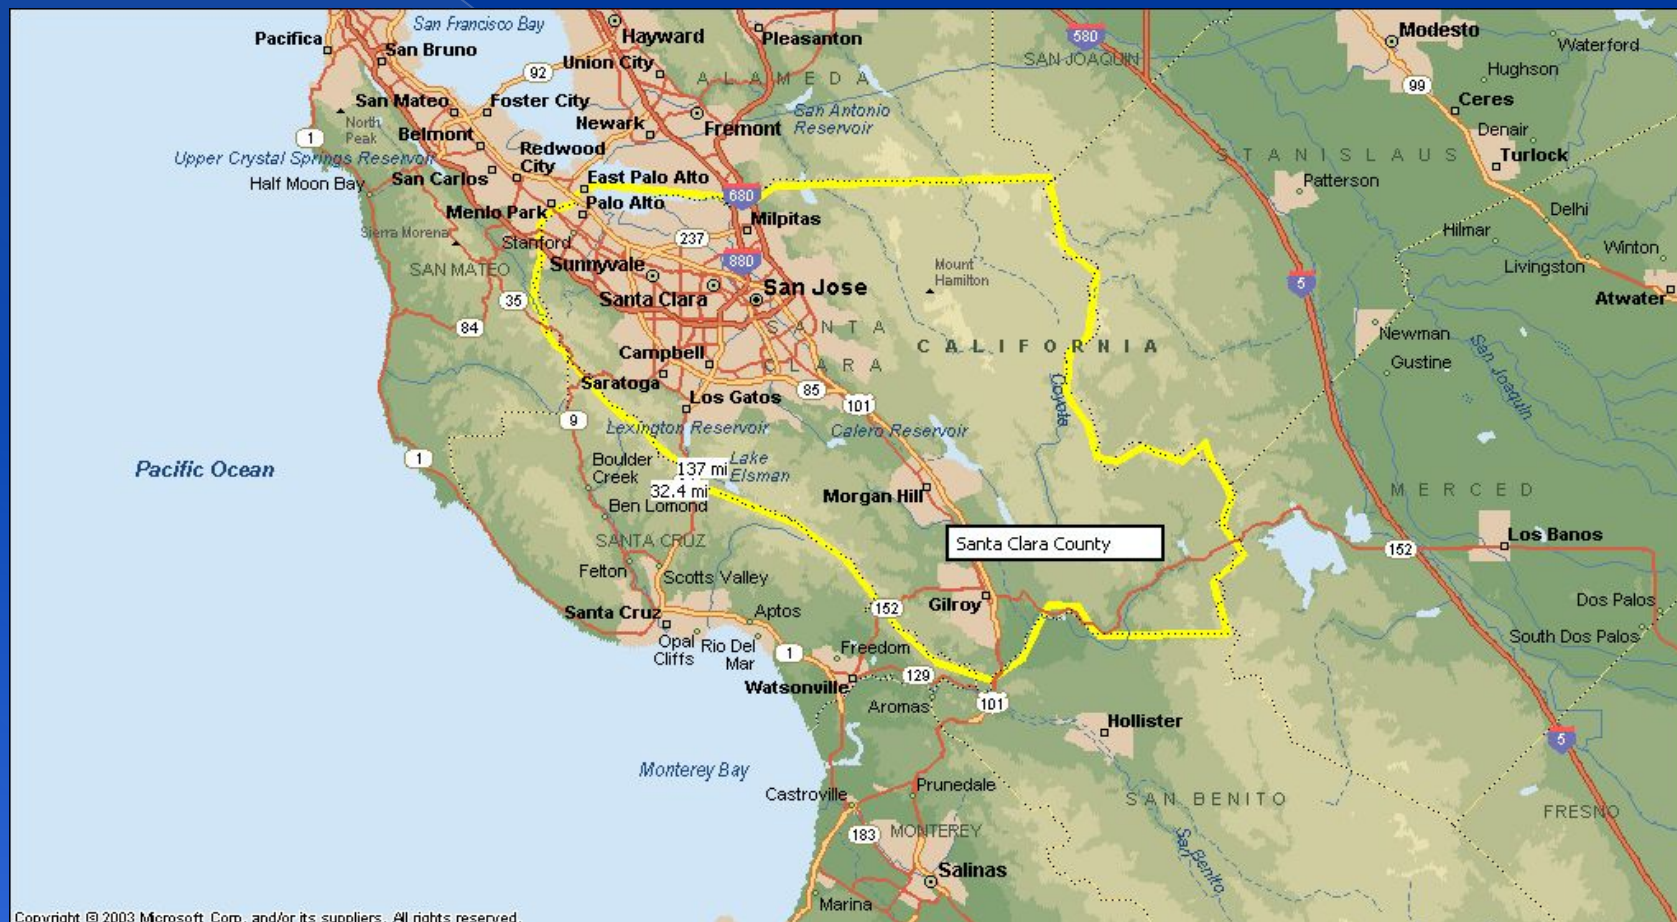 San Francisco Bay
Pacifica
San Bruno
Hayward
Pleasanton
580
Modesto
Waterford
SAN JOAQUIN
Union City
92
ALAMEDA
Hughson
99
San Mateo
Foster City
North
Peak
San Antonio
Reservoir
Ceres
1
Belmont
Newark
Fremont
Denair
Redwood
City
Upper Crystal Springs Reservoir
STANISLAUS
Turlock
Half Moon Bay
San Carlos
East Palo Alto
680
Patterson
Menlo Park
Palo Alto
Milpitas
Delhi
Sierra Morena
Stanford
237
Hilmar
Winton
SAN MATEO
Sunnyvale
880
Mount
Hamilton
Livingston
35
Santa Clara
San Jose
5
Atwater
84
SANTA
CLARA
CALIFORNIA
Newman
Campbell
Gustine
San Joaquin
Saratoga
85
Coyote
Los Gatos
101
9
Lexington Reservoir
Calero Reservoir
1
Pacific Ocean
Boulder
Creek
137 mi
Lake
Elsman
32.4 mi
Morgan Hill
MERCED
Ben Lomond
SANTA CRUZ
Santa Clara County
Los Banos
152
Felton
Scotts Valley
Santa Cruz
Aptos
152
Gilroy
Dos Palos
Opal
Cliffs
Rio Del
Mar
1
Freedom
South Dos Palos
Watsonville
129
Aromas
101
Hollister
5
Monterey Bay
Castroville
Prunedale
SAN BENITO
FRESNO
183
MONTEREY
San Benito
Salinas
Marina
Copyright © 2003 Microsoft Corp. and/or its suppliers. All rights reserved.